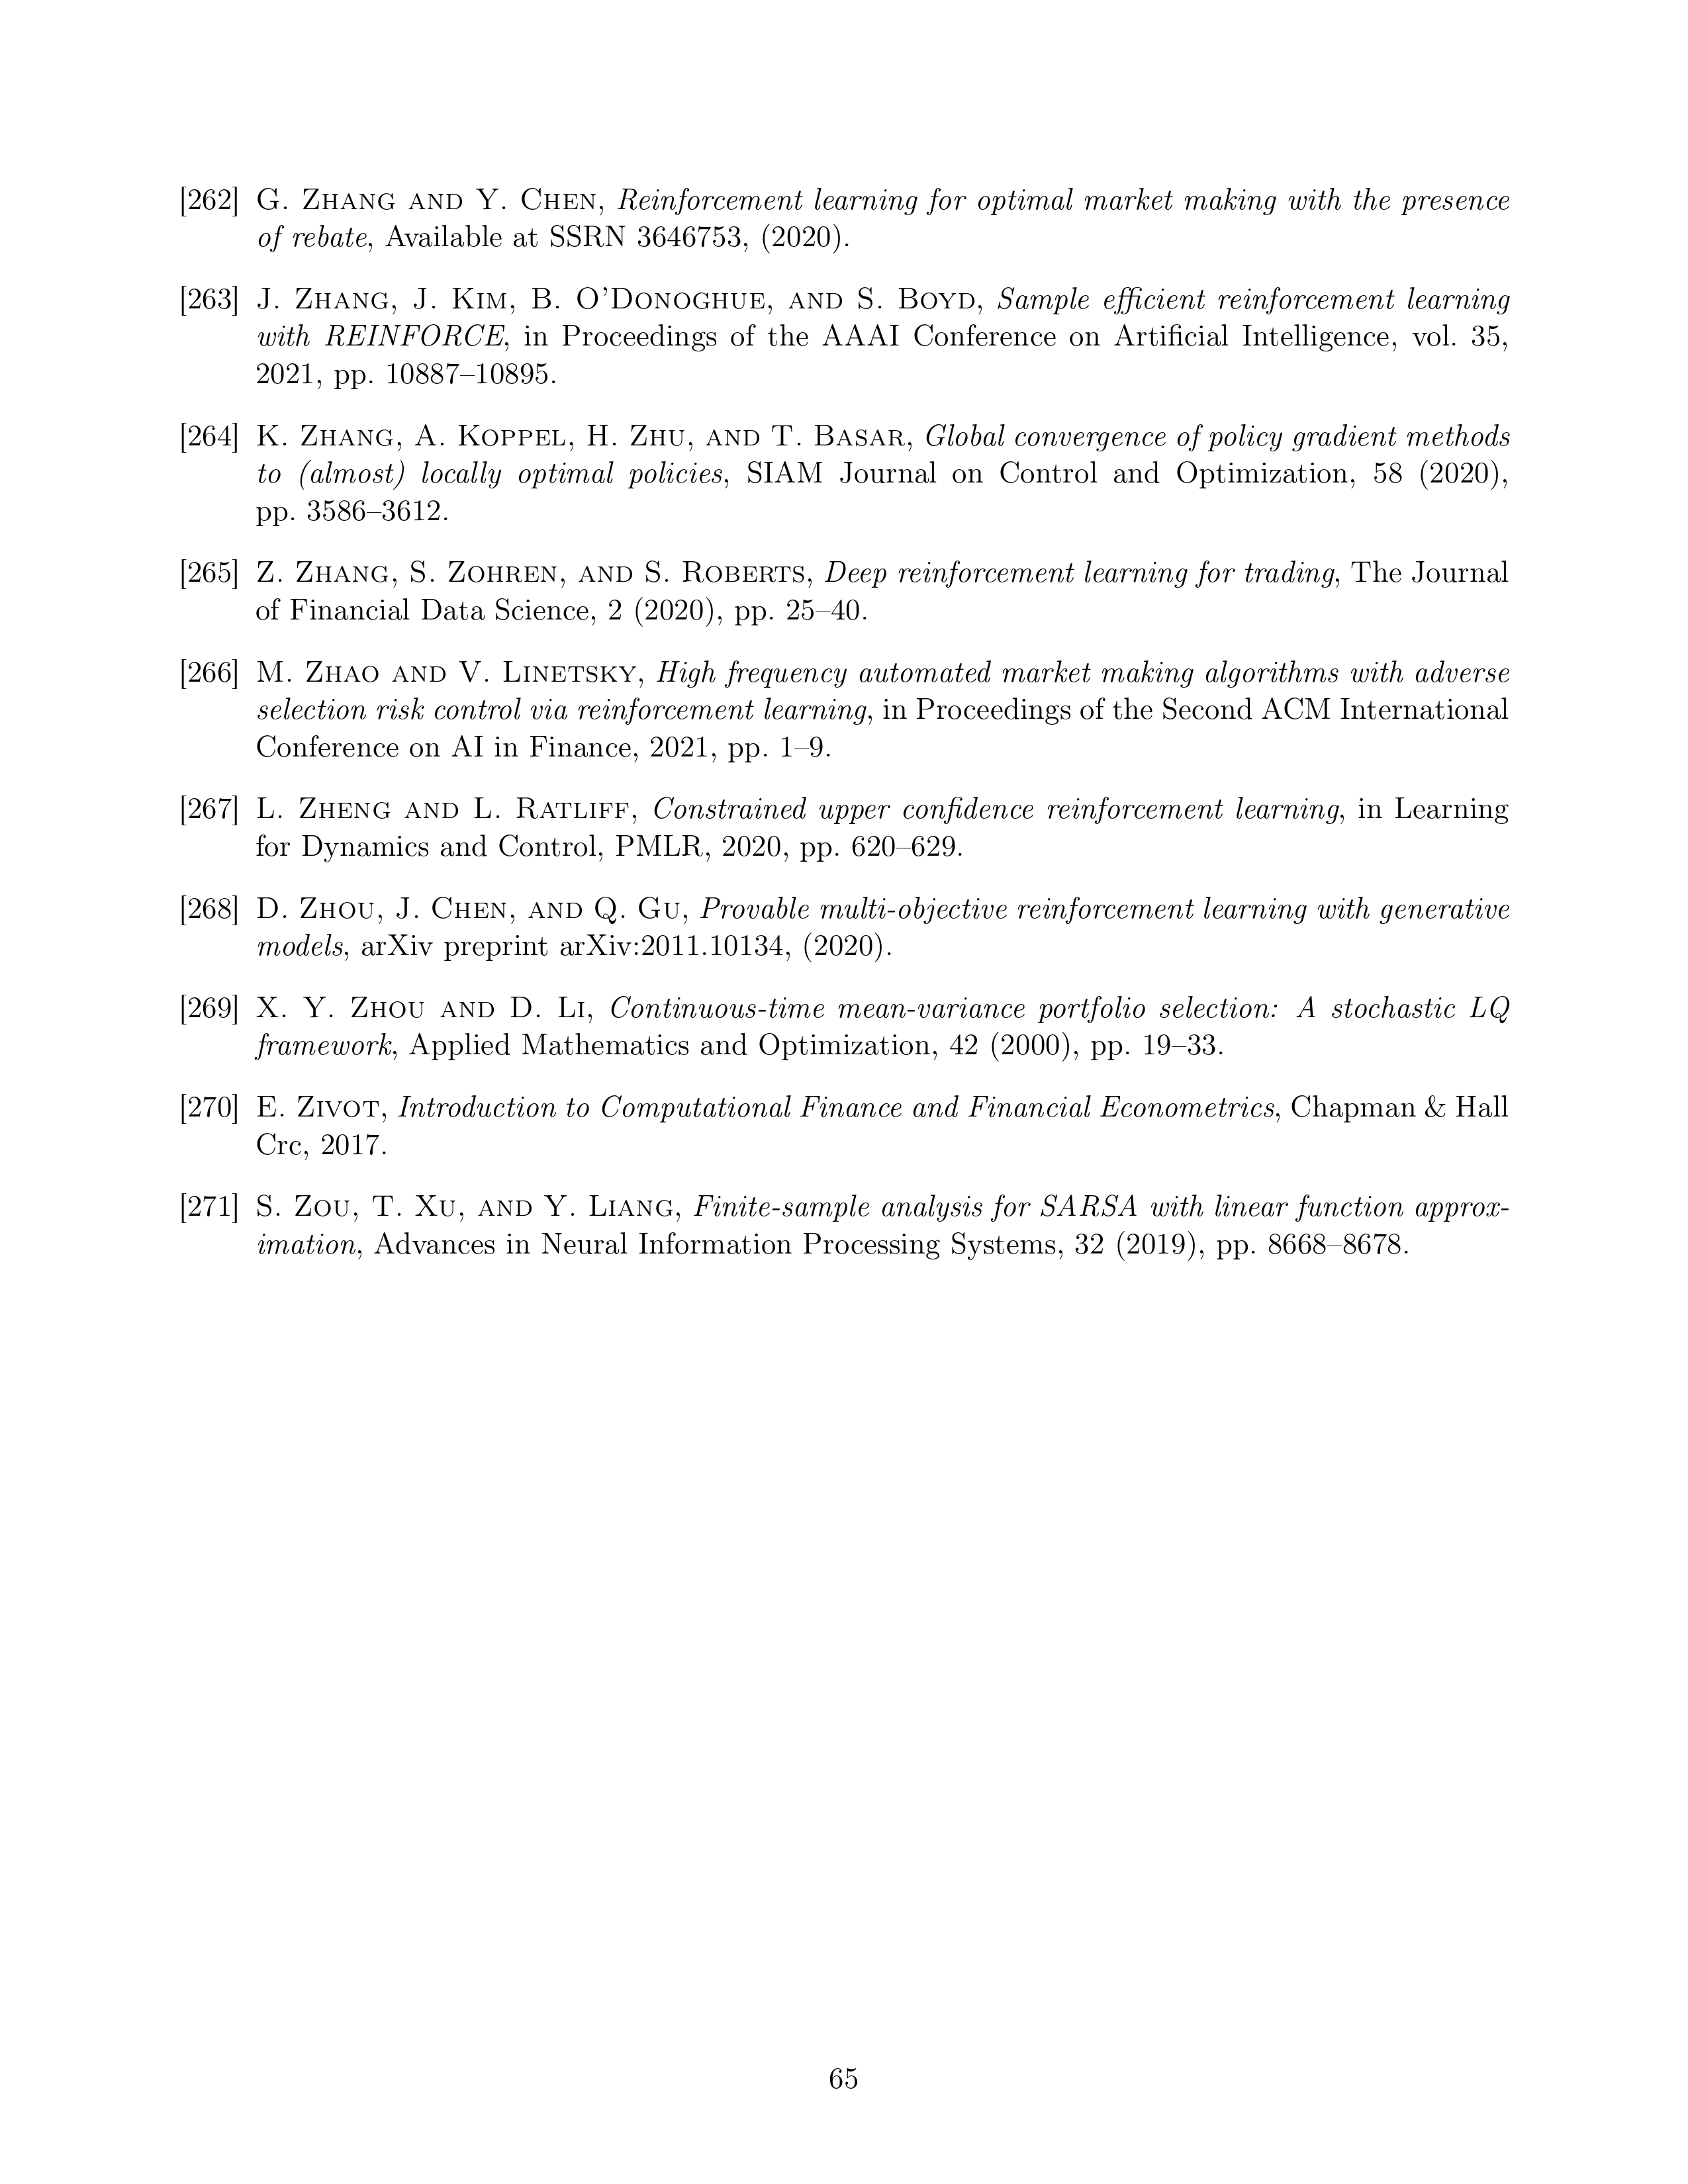 [262] G. Zhang and Y. Chen, Reinforcement learning for optimal market making with the presence
of rebate, Available at SSRN 3646753, (2020).
[263] J. Zhang, J. Kim, B. O'Donoghue, and S. Boyd, Sample efficient reinforcement learning
with REINFORCE, in Proceedings of the AAAI Conference on Artificial Intelligence, vol. 35,
2021, pp. 10887–10895.
[264] K. Zhang, A. Koppel, H. Zhu, and T. Basar, Global convergence of policy gradient methods
to (almost) locally optimal policies, SIAM Journal on Control and Optimization, 58 (2020),
pp. 3586–3612.
[265] Z. Zhang, S. Zohren, and S. Roberts, Deep reinforcement learning for trading, The Journal
of Financial Data Science, 2 (2020), pp. 25–40.
[266] M. Zhao and V. Linetsky, High frequency automated market making algorithms with adverse
selection risk control via reinforcement learning, in Proceedings of the Second ACM International
Conference on AI in Finance, 2021, pp. 1–9.
[267] L. Zheng and L. Ratliff, Constrained upper confidence reinforcement learning, in Learning
for Dynamics and Control, PMLR, 2020, pp. 620–629.
[268] D. Zhou, J. Chen, and Q. Gu, Provable multi-objective reinforcement learning with generative
models, arXiv preprint arXiv:2011.10134, (2020).
[269] X. Y. Zhou and D. Li, Continuous-time mean-variance portfolio selection: A stochastic LQ
framework, Applied Mathematics and Optimization, 42 (2000), pp. 19–33.
[270] E. Zivot, Introduction to Computational Finance and Financial Econometrics, Chapman & Hall
Crc, 2017.
[271] S. Zou, T. Xu, and Y. Liang, Finite-sample analysis for SARSA with linear function approx-
imation, Advances in Neural Information Processing Systems, 32 (2019), pp. 8668–8678.
65